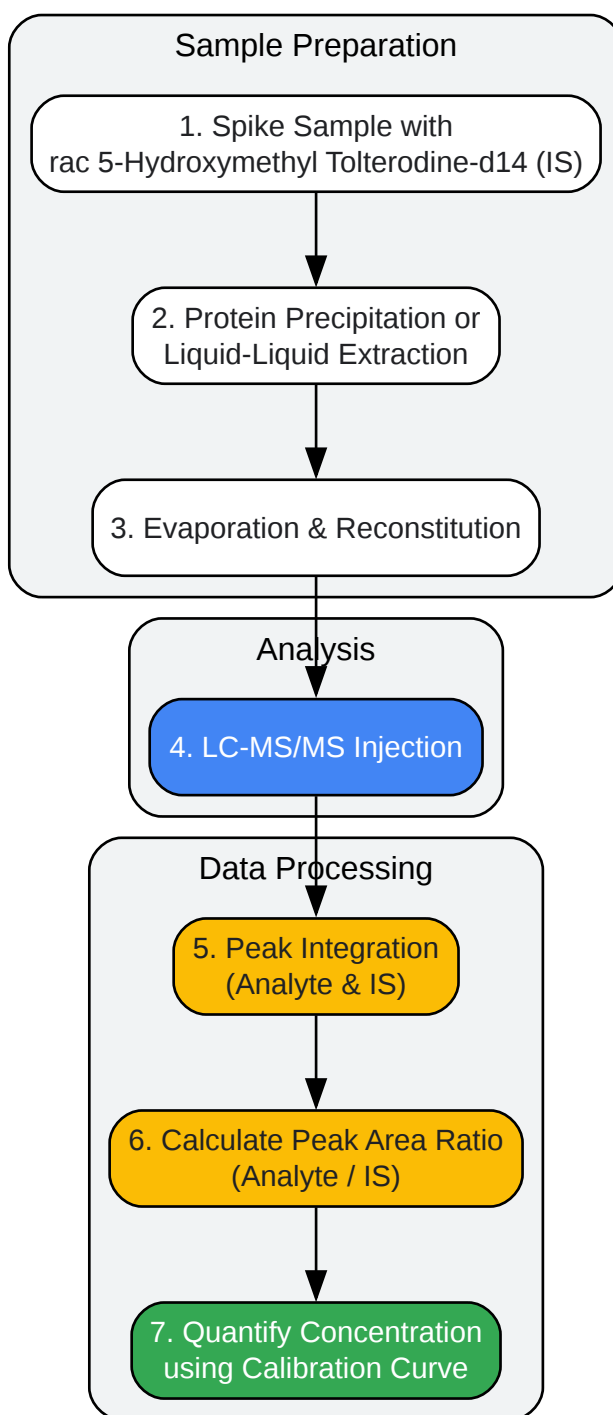 Sample Preparation
1. Spike Sample with
rac 5-Hydroxymethyl Tolterodine-d14 (IS)
2. Protein Precipitation or
Liquid-Liquid Extraction
3. Evaporation & Reconstitution
Analysis
4. LC-MS/MS Injection
Data Processing
5. Peak Integration
(Analyte & IS)
6. Calculate Peak Area Ratio
(Analyte / IS)
7. Quantify Concentration
using Calibration Curve